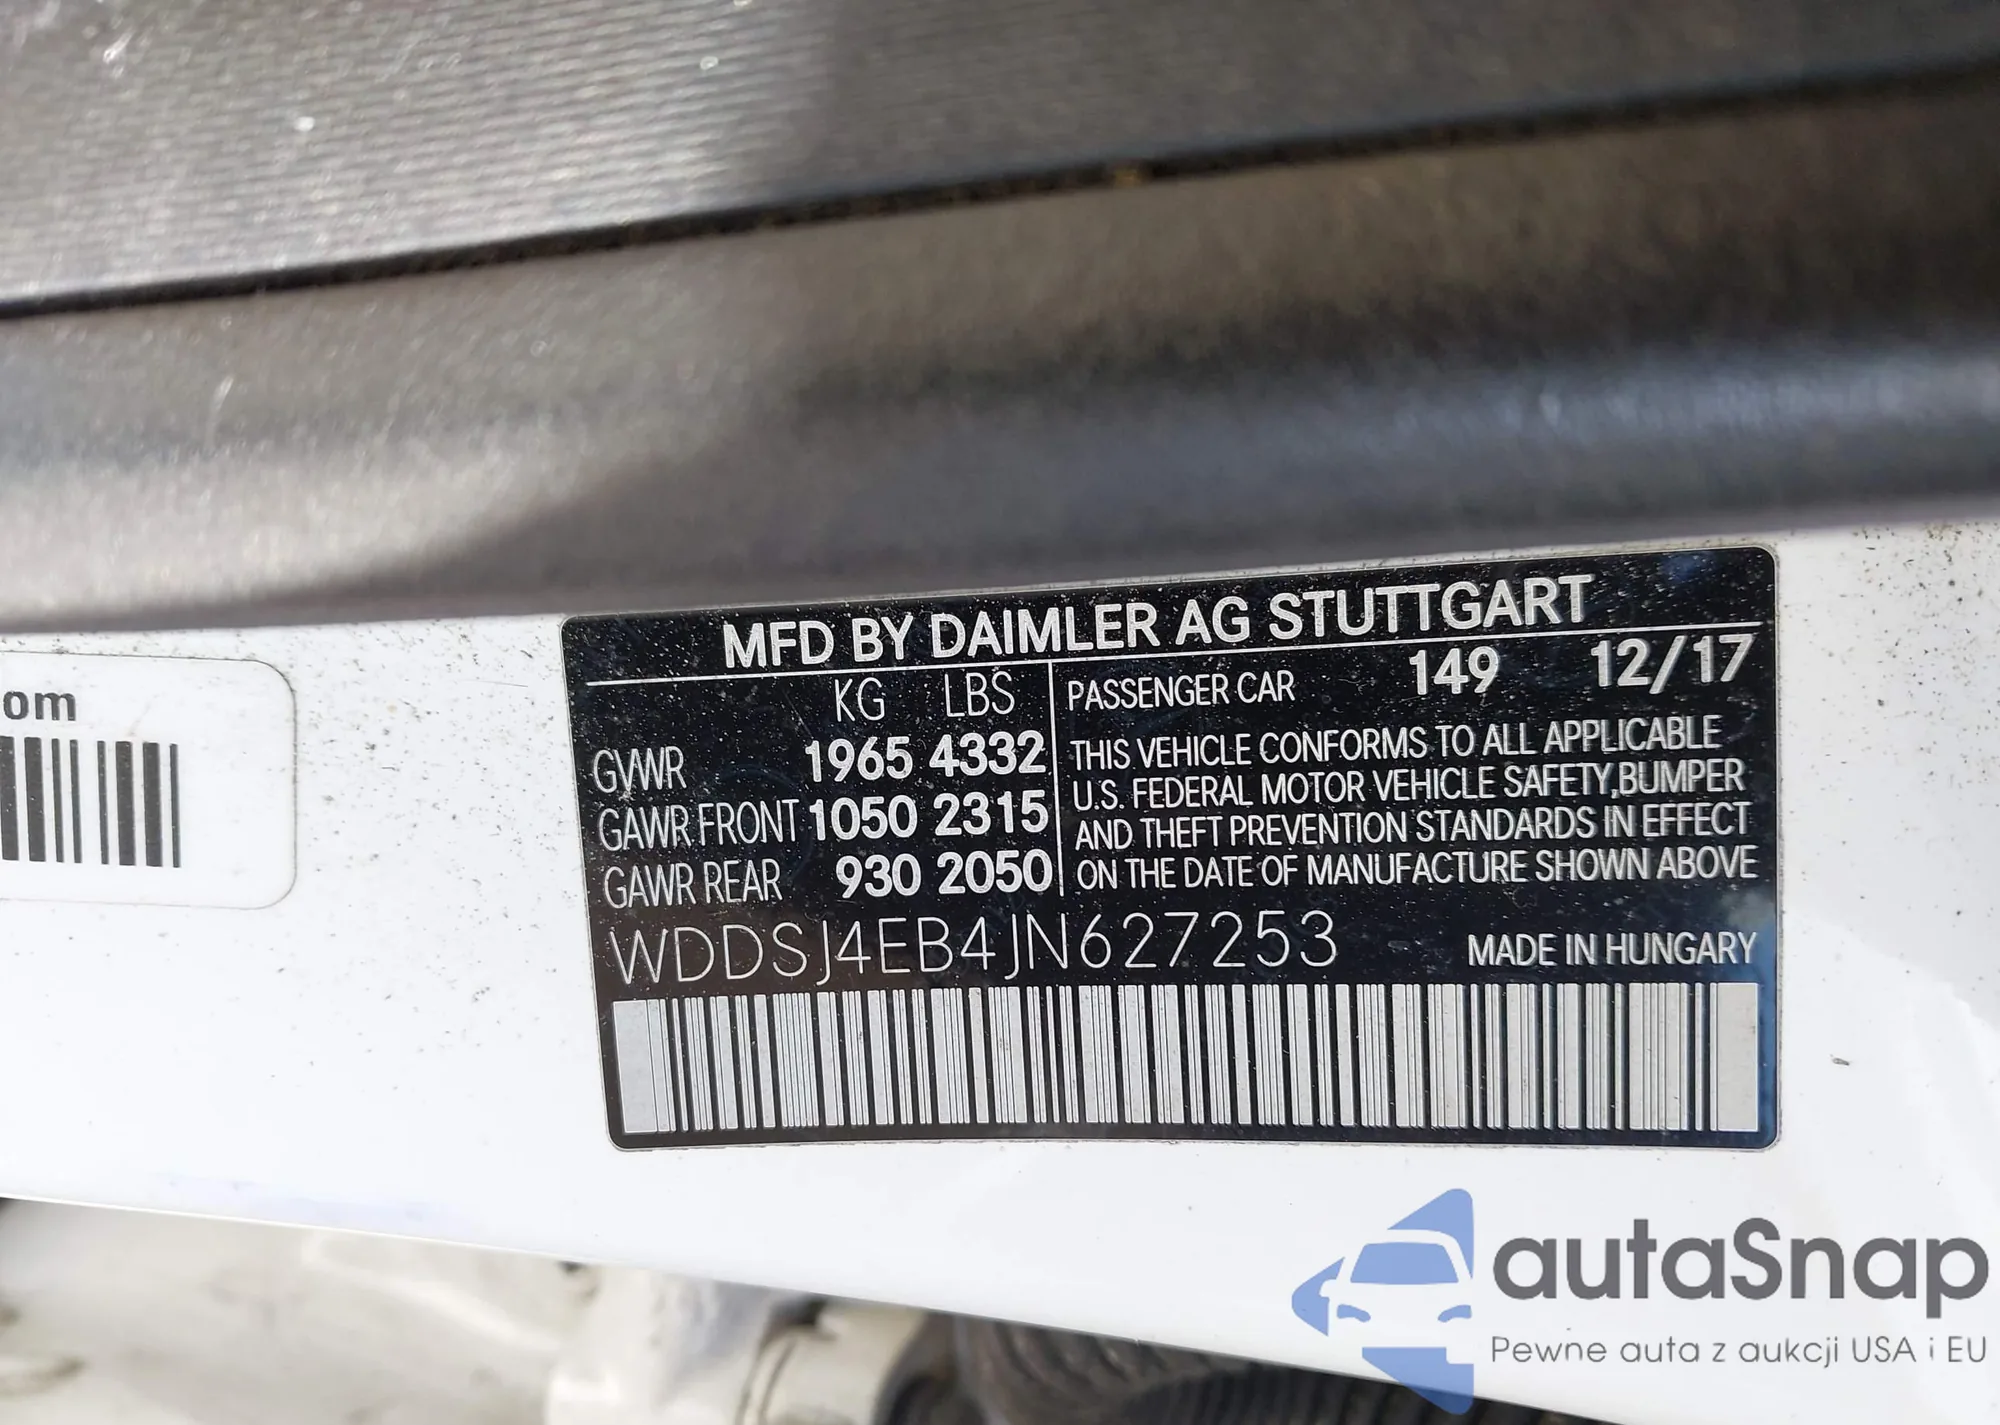 MFD BY DAIMLER AG STUTTGART
KG LBS
GVWR 1965 4332
GAWR FRONT 1050 2315
GAWR REAR 930 2050
PASSENGER CAR 149 12/17
THIS VEHICLE CONFORMS TO ALL APPLICABLE
U.S. FEDERAL MOTOR VEHICLE SAFETY, BUMPER
AND THEFT PREVENTION STANDARDS IN EFFECT
ON THE DATE OF MANUFACTURE SHOWN ABOVE
WDDSJ4EB4JN627253 MADE IN HUNGARY
om
autaSnap
Pewne auta z aukcji USA i EU